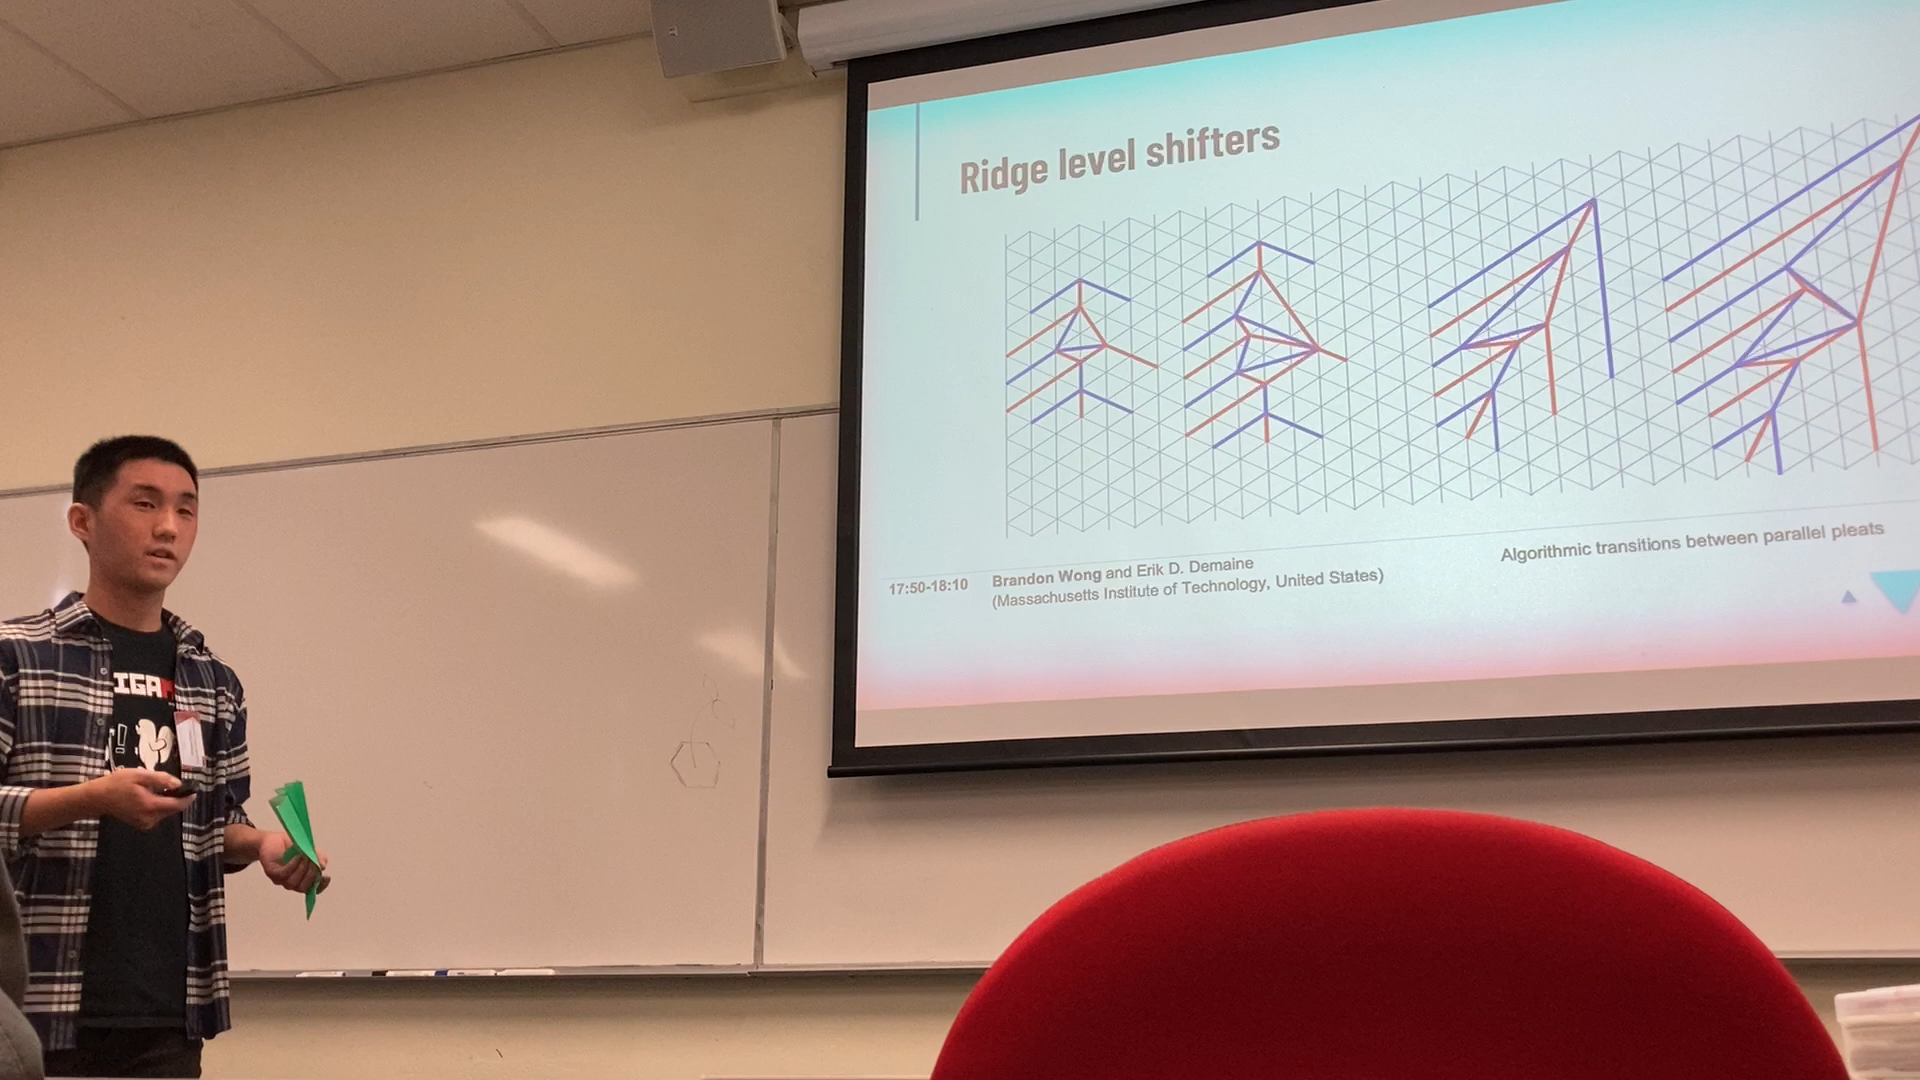 Ridge level shifters
17:50-18:10
Brandon Wong and Erik D. Demaine
(Massachusetts Institute of Technology, United States)
Algorithmic transitions between parallel pleats